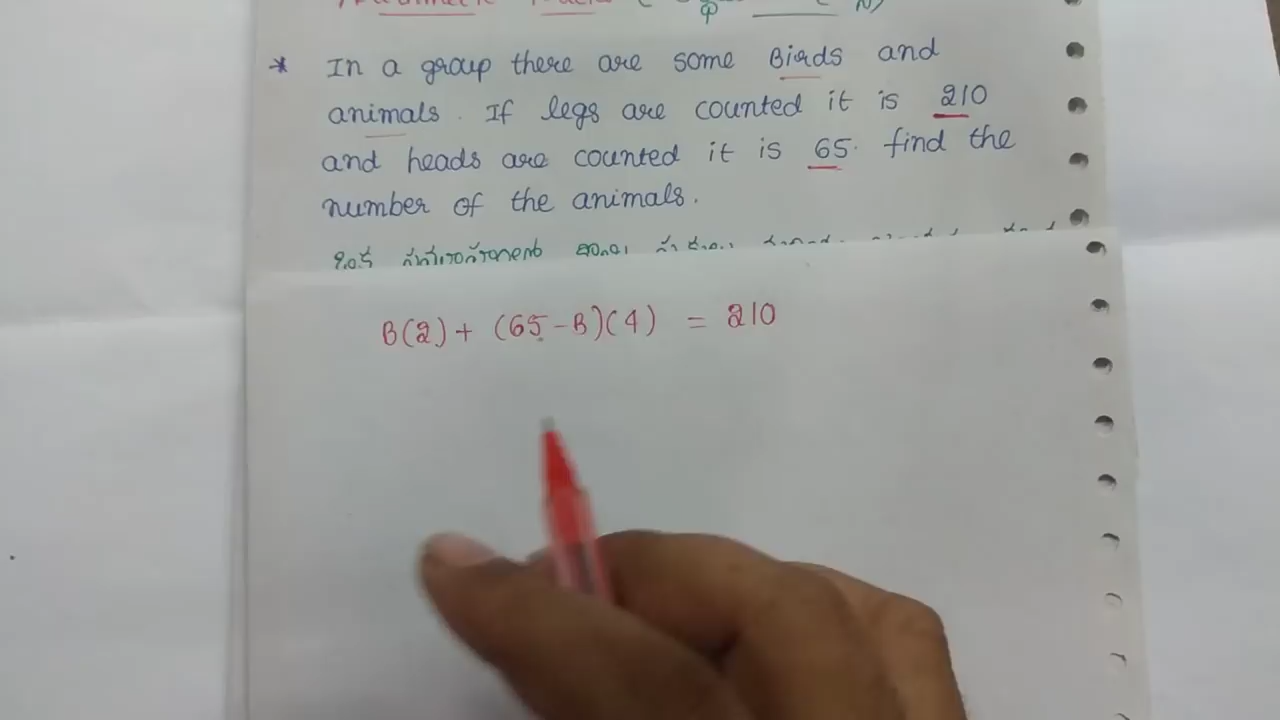 * In a group there are some Birds and
animals. If legs are counted it is 210
and heads are counted it is 65. find the
number of the animals.
B(2) + (65 - B)(4) = 210